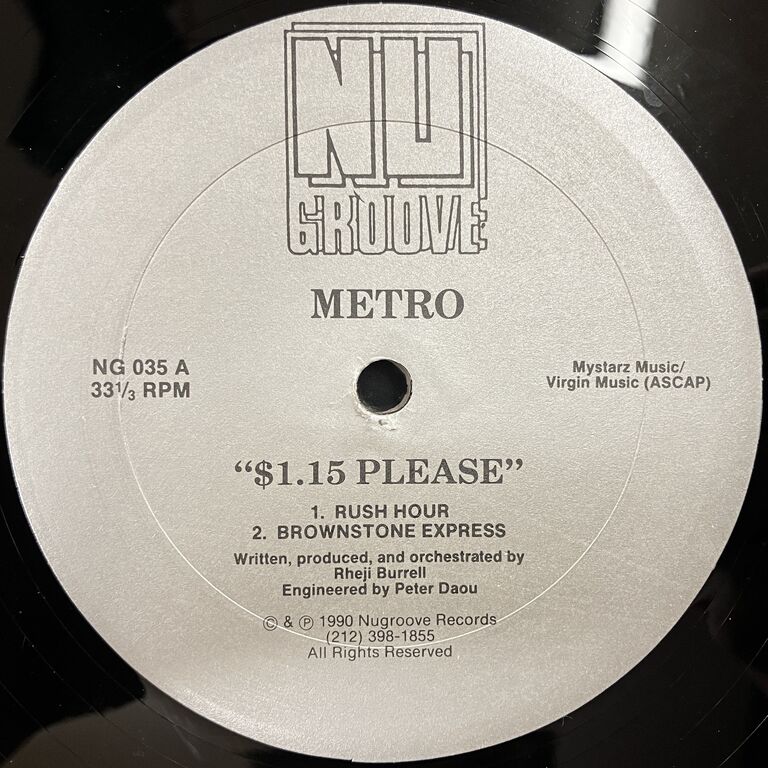 NU
GROOVE
METRO
NG 035 A
33⅓ RPM
Mystarz Music/
Virgin Music (ASCAP)
“$1.15 PLEASE”
1. RUSH HOUR
2. BROWNSTONE EXPRESS
Written, produced, and orchestrated by
Rheji Burrell
Engineered by Peter Daou
© & ℗ 1990 Nugroove Records
(212) 398-1855
All Rights Reserved